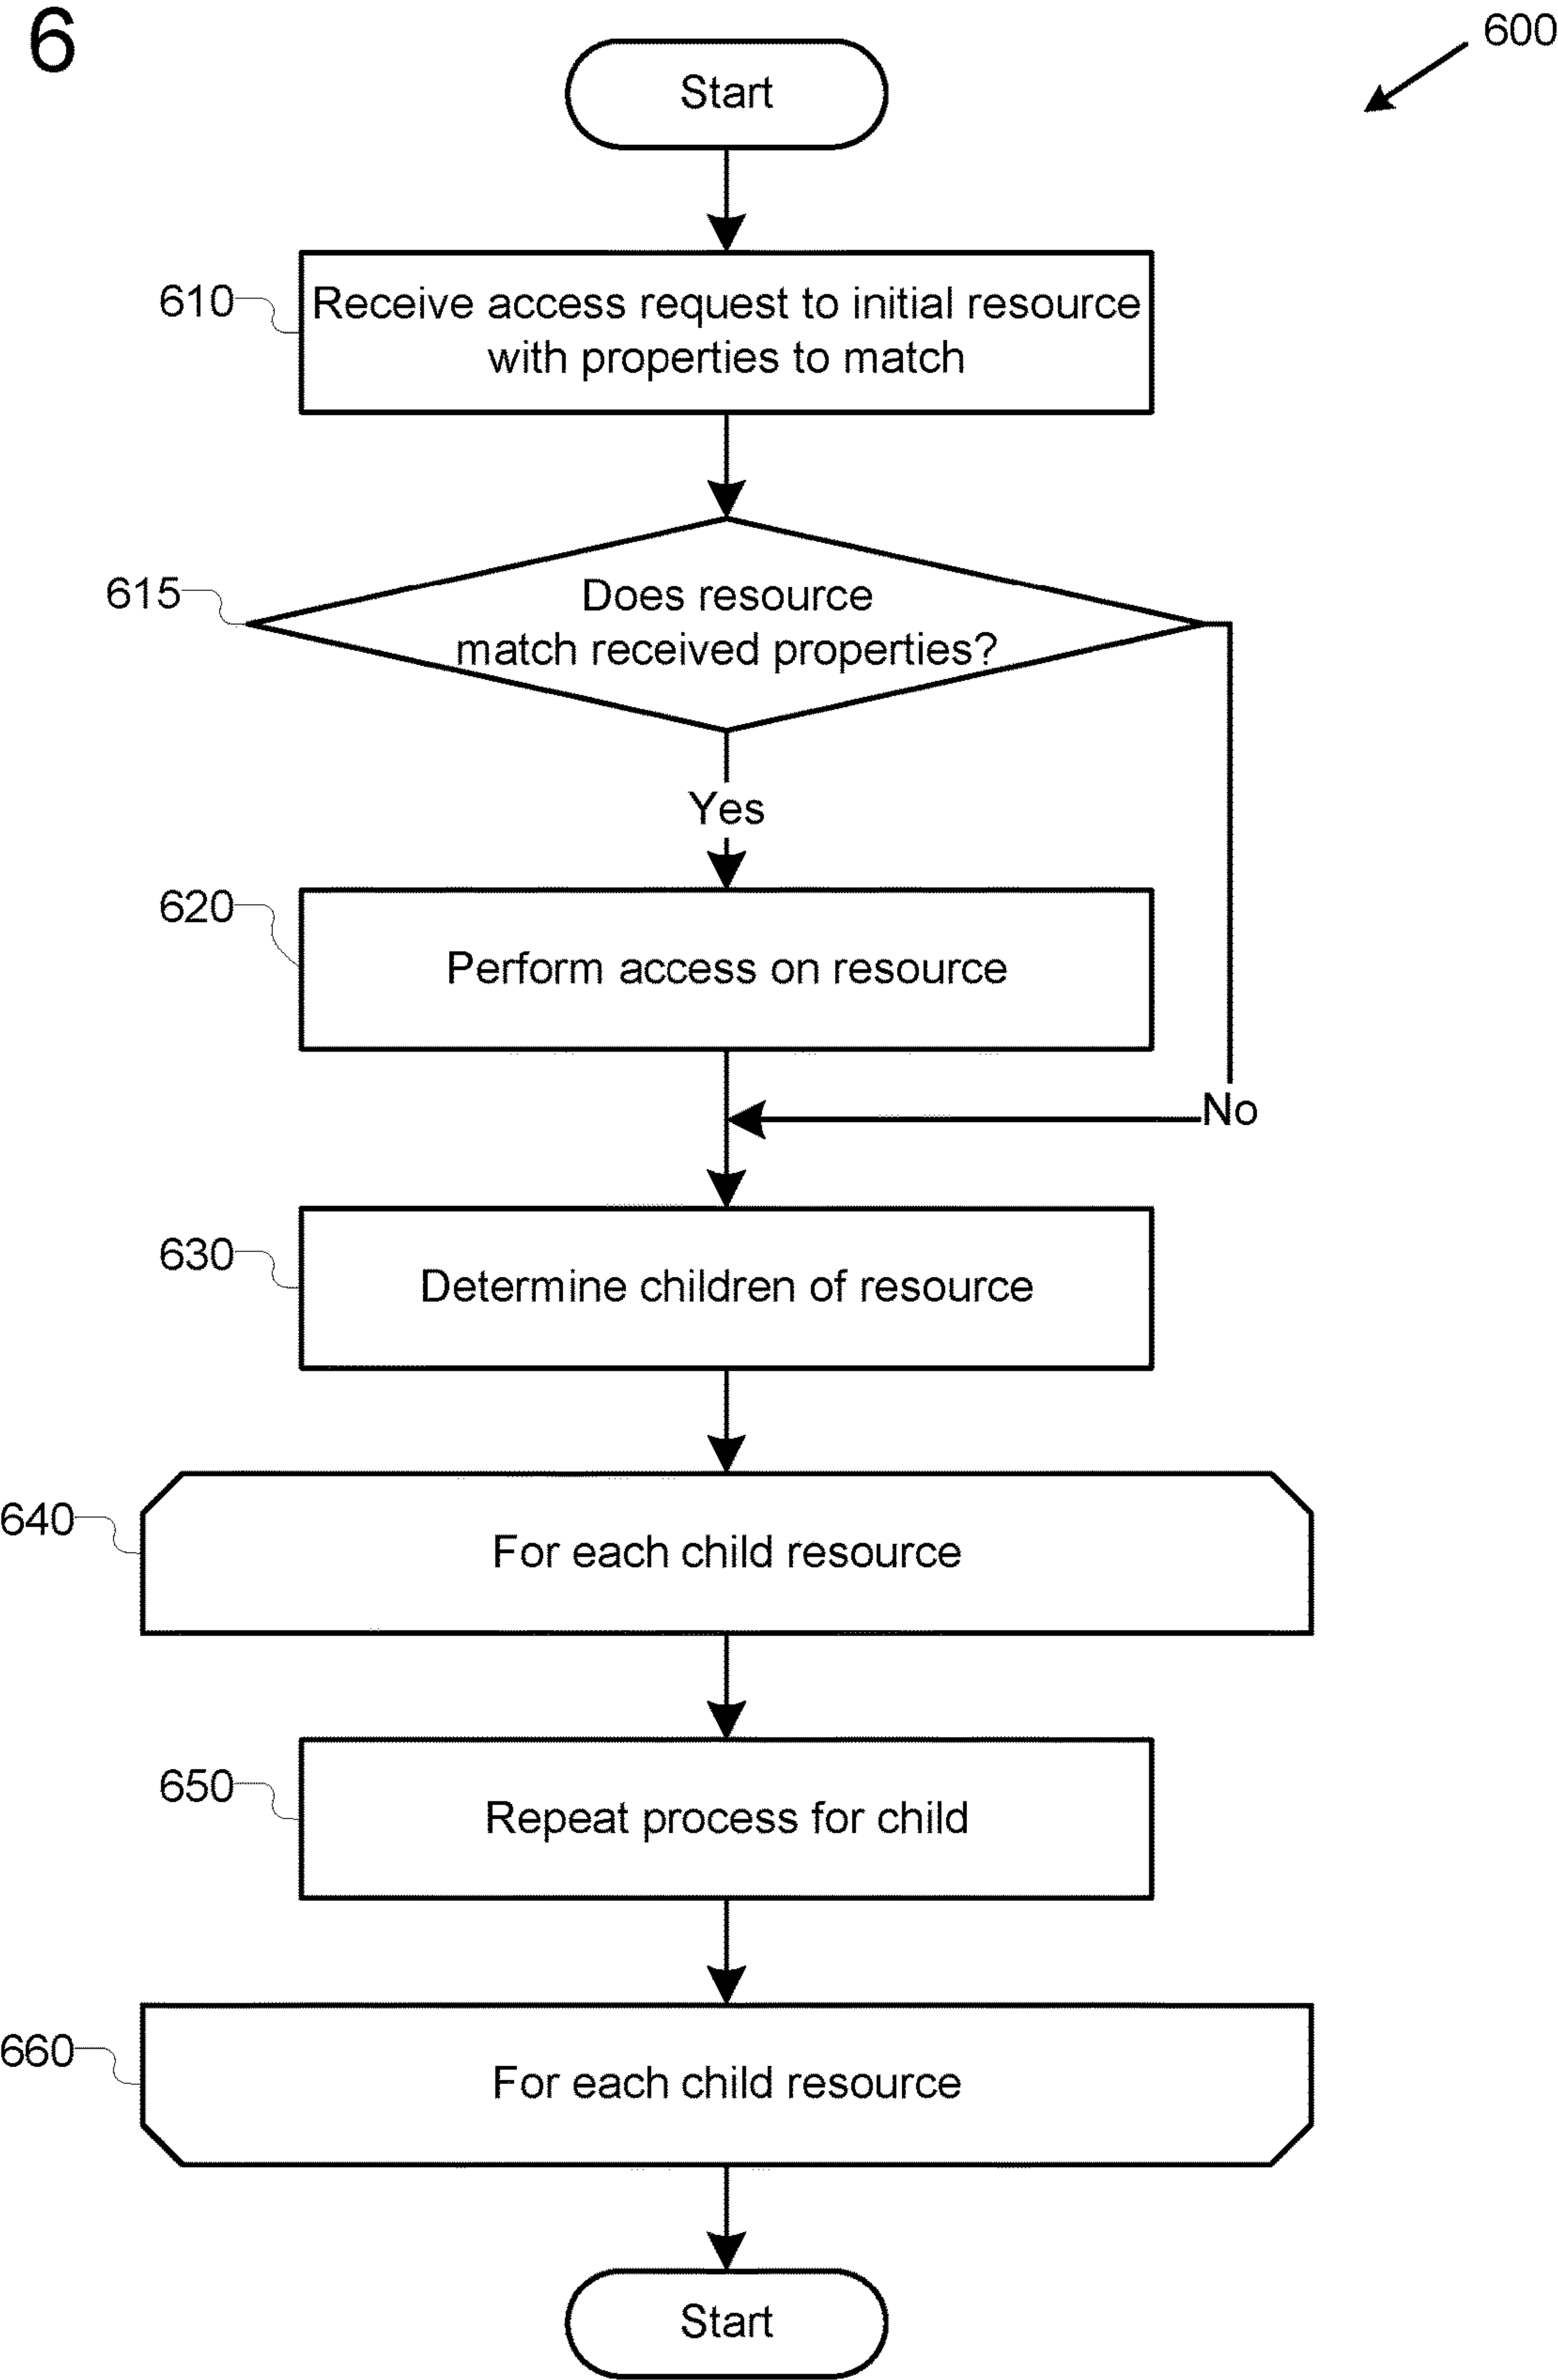 6
600
Start
610
Receive access request to initial resource
with properties to match
615
Does resource
match received properties?
Yes
620
Perform access on resource
No
630
Determine children of resource
640
For each child resource
650
Repeat process for child
660
For each child resource
Start